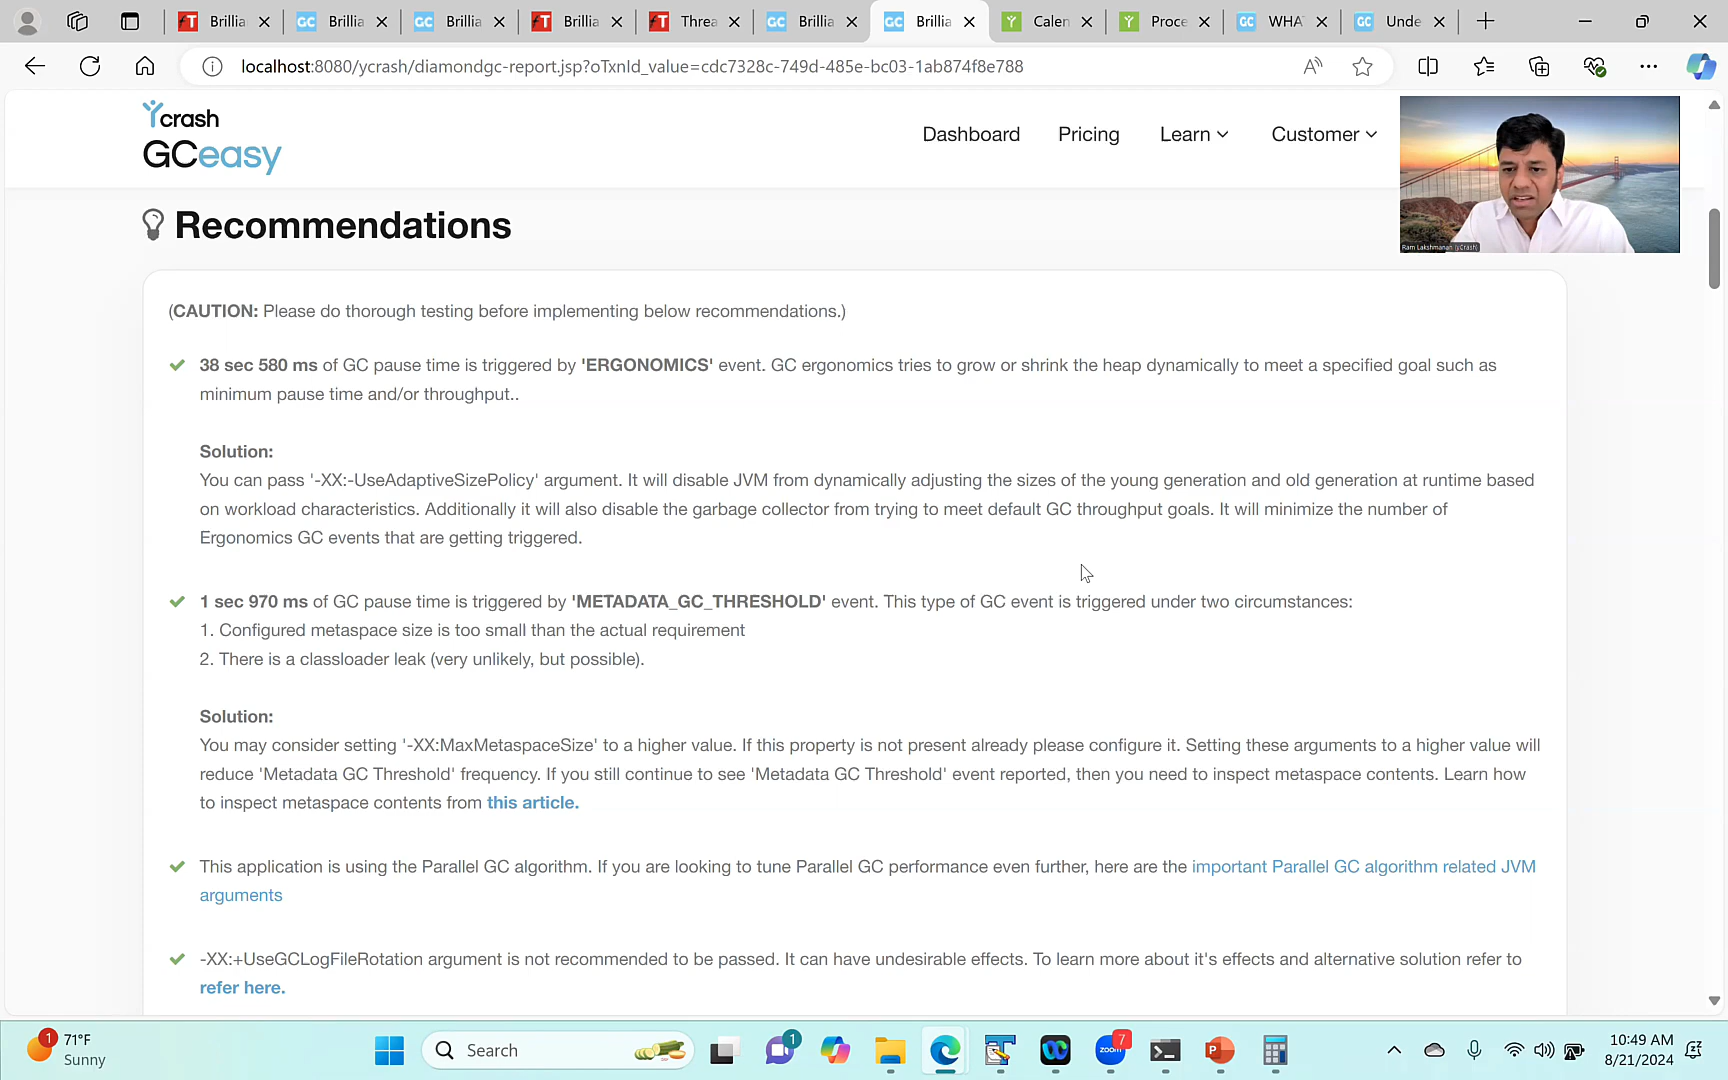 Brillia
Brillia
Brillia
Brillia
Threa
Brillia
Brillia
Calen
Proce
WHA
Unde
localhost:8080/ycrash/diamondgc-report.jsp?oTxnId_value=cdc7328c-749d-485e-bc03-1ab874f8e788
Ycrash
GCeasy
Dashboard
Pricing
Learn
Customer
Ram Lakshmanan (yCrash)
Recommendations
(CAUTION: Please do thorough testing before implementing below recommendations.)
38 sec 580 ms of GC pause time is triggered by 'ERGONOMICS' event. GC ergonomics tries to grow or shrink the heap dynamically to meet a specified goal such as
minimum pause time and/or throughput..
Solution:
You can pass '-XX:-UseAdaptiveSizePolicy' argument. It will disable JVM from dynamically adjusting the sizes of the young generation and old generation at runtime based
on workload characteristics. Additionally it will also disable the garbage collector from trying to meet default GC throughput goals. It will minimize the number of
Ergonomics GC events that are getting triggered.
1 sec 970 ms of GC pause time is triggered by 'METADATA_GC_THRESHOLD' event. This type of GC event is triggered under two circumstances:
1. Configured metaspace size is too small than the actual requirement
2. There is a classloader leak (very unlikely, but possible).
Solution:
You may consider setting '-XX:MaxMetaspaceSize' to a higher value. If this property is not present already please configure it. Setting these arguments to a higher value will
reduce 'Metadata GC Threshold' frequency. If you still continue to see 'Metadata GC Threshold' event reported, then you need to inspect metaspace contents. Learn how
to inspect metaspace contents from this article.
This application is using the Parallel GC algorithm. If you are looking to tune Parallel GC performance even further, here are the important Parallel GC algorithm related JVM
arguments
-XX:+UseGCLogFileRotation argument is not recommended to be passed. It can have undesirable effects. To learn more about it's effects and alternative solution refer to
refer here.
1
71°F
Sunny
Search
1
zoom
7
10:49 AM
8/21/2024